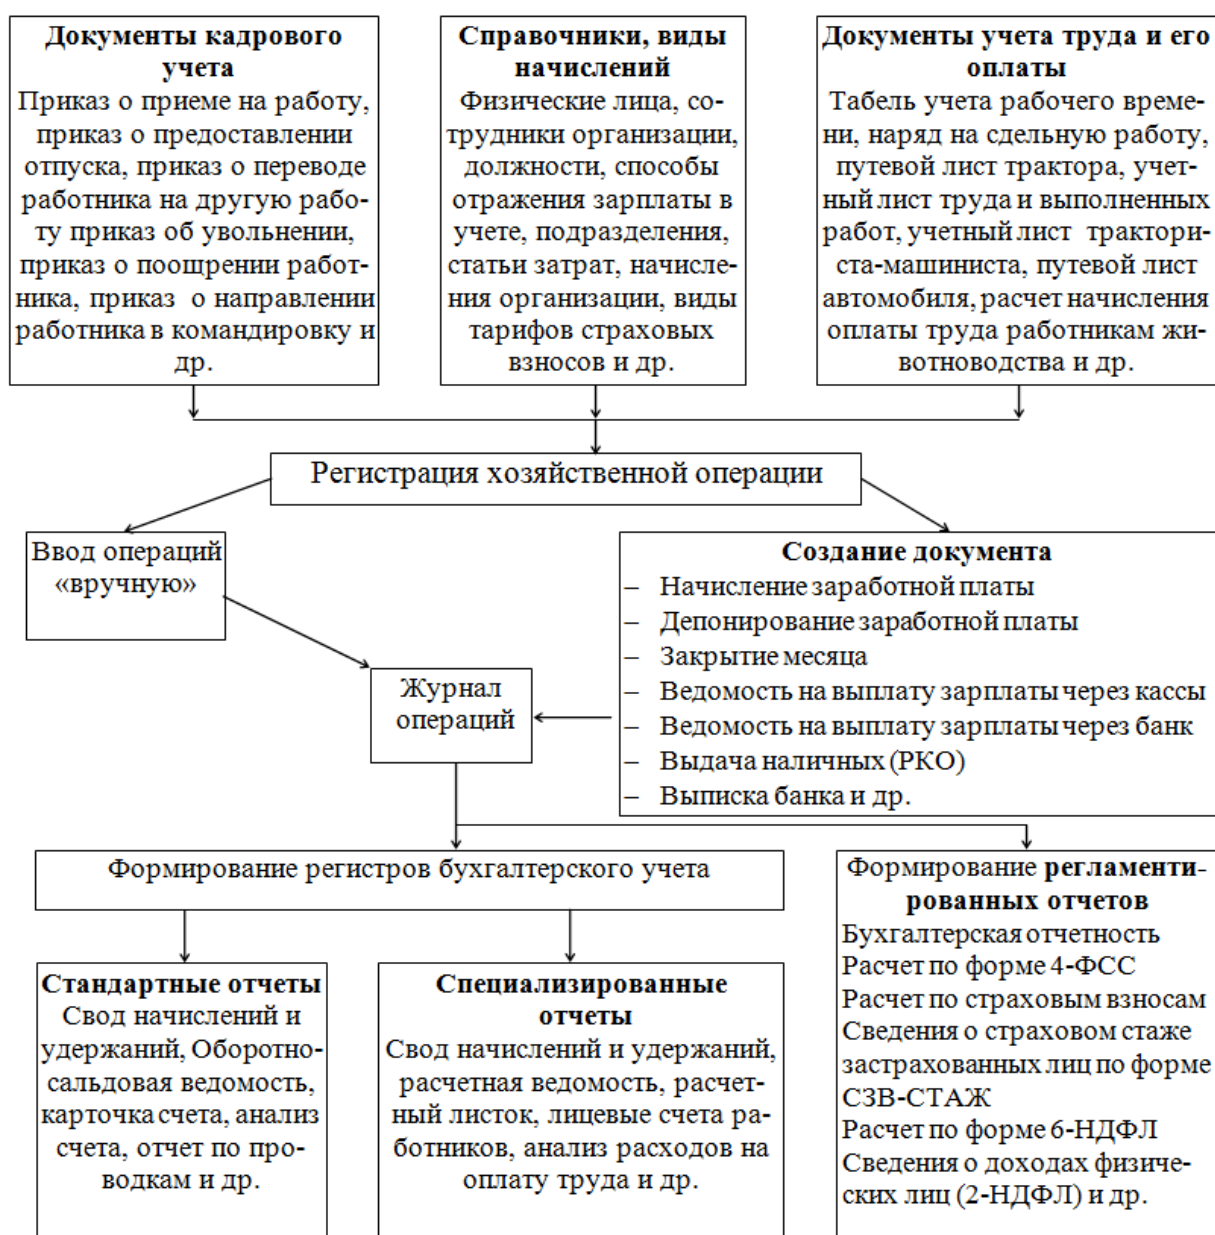 Документы кадрового
учета
Приказ о приеме на работу,
приказ о предоставлении
отпуска, приказ о переводе
работника на другую рабо-
ту приказ об увольнении,
приказ о поощрении работ-
ника, приказ о направлении
работника в командировку и
др.
Справочники, виды
начислений
Физические лица, со-
трудники организации,
должности, способы
отражения зарплаты в
учете, подразделения,
статьи затрат, начисле-
ния организации, виды
тарифов страховых
взносов и др.
Документы учета труда и его
оплаты
Табель учета рабочего време-
ни, наряд на сдельную работу,
путевой лист трактора, учет-
ный лист труда и выполненных
работ, учетный лист трактори-
ста-машиниста, путевой лист
автомобиля, расчет начисления
оплаты труда работникам жи-
вотноводства и др.
Регистрация хозяйственной операции
Ввод операций
«вручную»
Создание документа
– Начисление заработной платы
– Депонирование заработной платы
– Закрытие месяца
– Ведомость на выплату зарплаты через кассы
– Ведомость на выплату зарплаты через банк
– Выдача наличных (РКО)
– Выписка банка и др.
Журнал
операций
Формирование регистров бухгалтерского учета
Стандартные отчеты
Свод начислений и
удержаний, Оборотно-
сальдовая ведомость,
карточка счета, анализ
счета, отчет по про-
водкам и др.
Специализированные
отчеты
Свод начислений и удержаний,
расчетная ведомость, расчет-
ный листок, лицевые счета ра-
ботников, анализ расходов на
оплату труда и др.
Формирование регламенти-
рованных отчетов
Бухгалтерская отчетность
Расчет по форме 4-ФСС
Расчет по страховым взносам
Сведения о страховом стаже
застрахованных лиц по форме
СЗВ-СТАЖ
Расчет по форме 6-НДФЛ
Сведения о доходах физиче-
ских лиц (2-НДФЛ) и др.